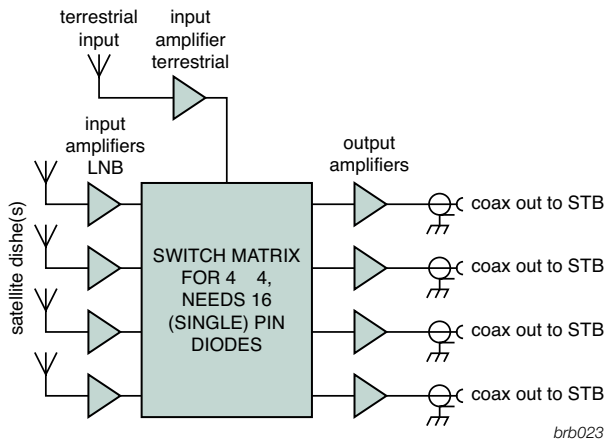 terrestrial
input
input
amplifier
terrestrial
input
amplifiers
LNB
output
amplifiers
satellite dishe(s)
SWITCH MATRIX
FOR 4 4,
NEEDS 16
(SINGLE) PIN
DIODES
coax out to STB
coax out to STB
coax out to STB
coax out to STB
brb023